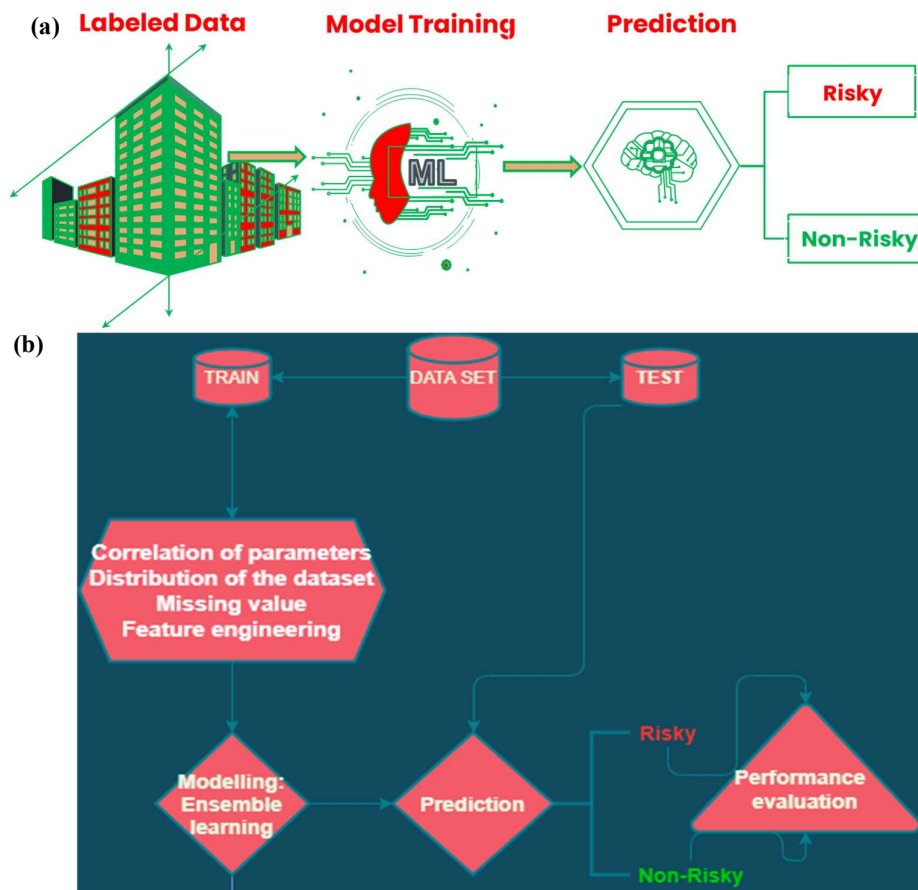 (a)
Labeled Data
Model Training
Prediction
ML
Risky
Non-Risky
(b)
TRAIN
DATA SET
TEST
Correlation of parameters
Distribution of the dataset
Missing value
Feature engineering
Modelling:
Ensemble
learning
Prediction
Risky
Non-Risky
Performance
evaluation